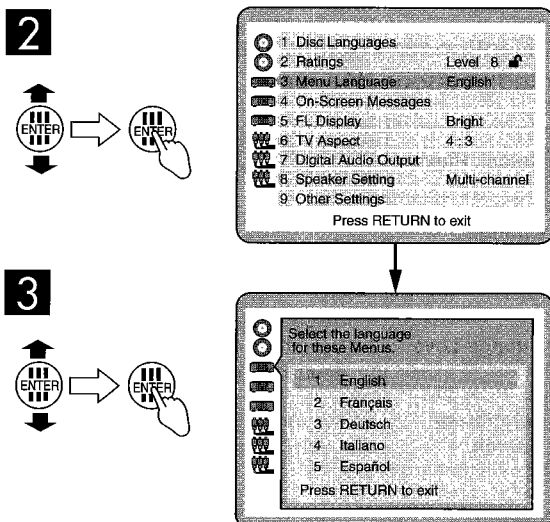 2
ENTER
ENTER
1 Disc Languages
2 Ratings Level 8
3 Menu Language English
4 On-Screen Messages
5 FL Display Bright
6 TV Aspect 4 : 3
7 Digital Audio Output
8 Speaker Setting Multi-channel
9 Other Settings
Press RETURN to exit
3
ENTER
ENTER
Select the language
for these Menus.
1 English
2 Français
3 Deutsch
4 Italiano
5 Español
Press RETURN to exit